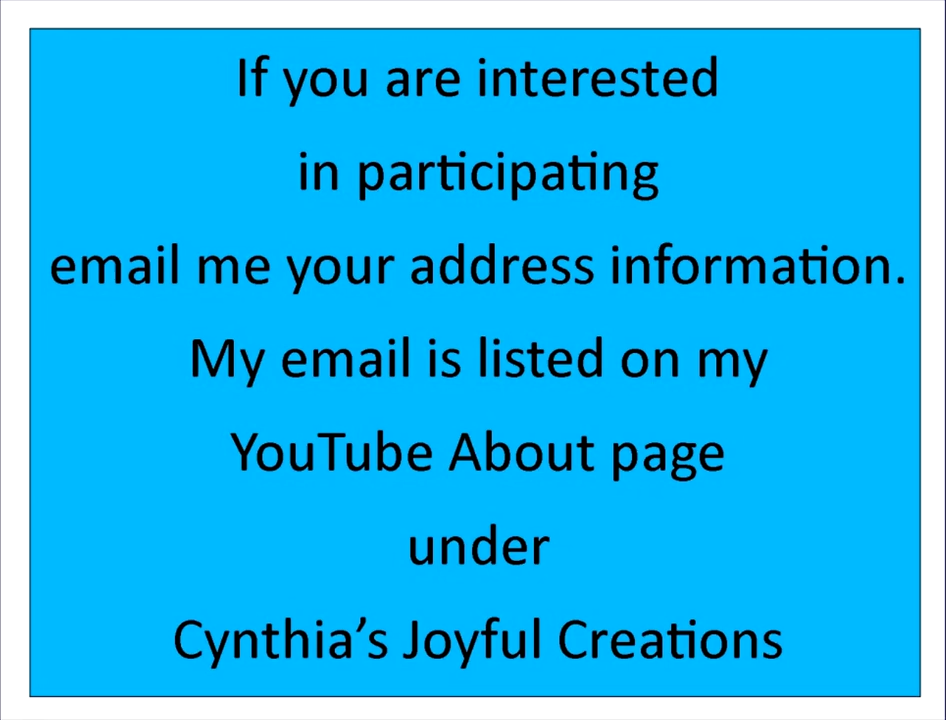 If you are interested
in participating
email me your address information.
My email is listed on my
YouTube About page
under
Cynthia’s Joyful Creations